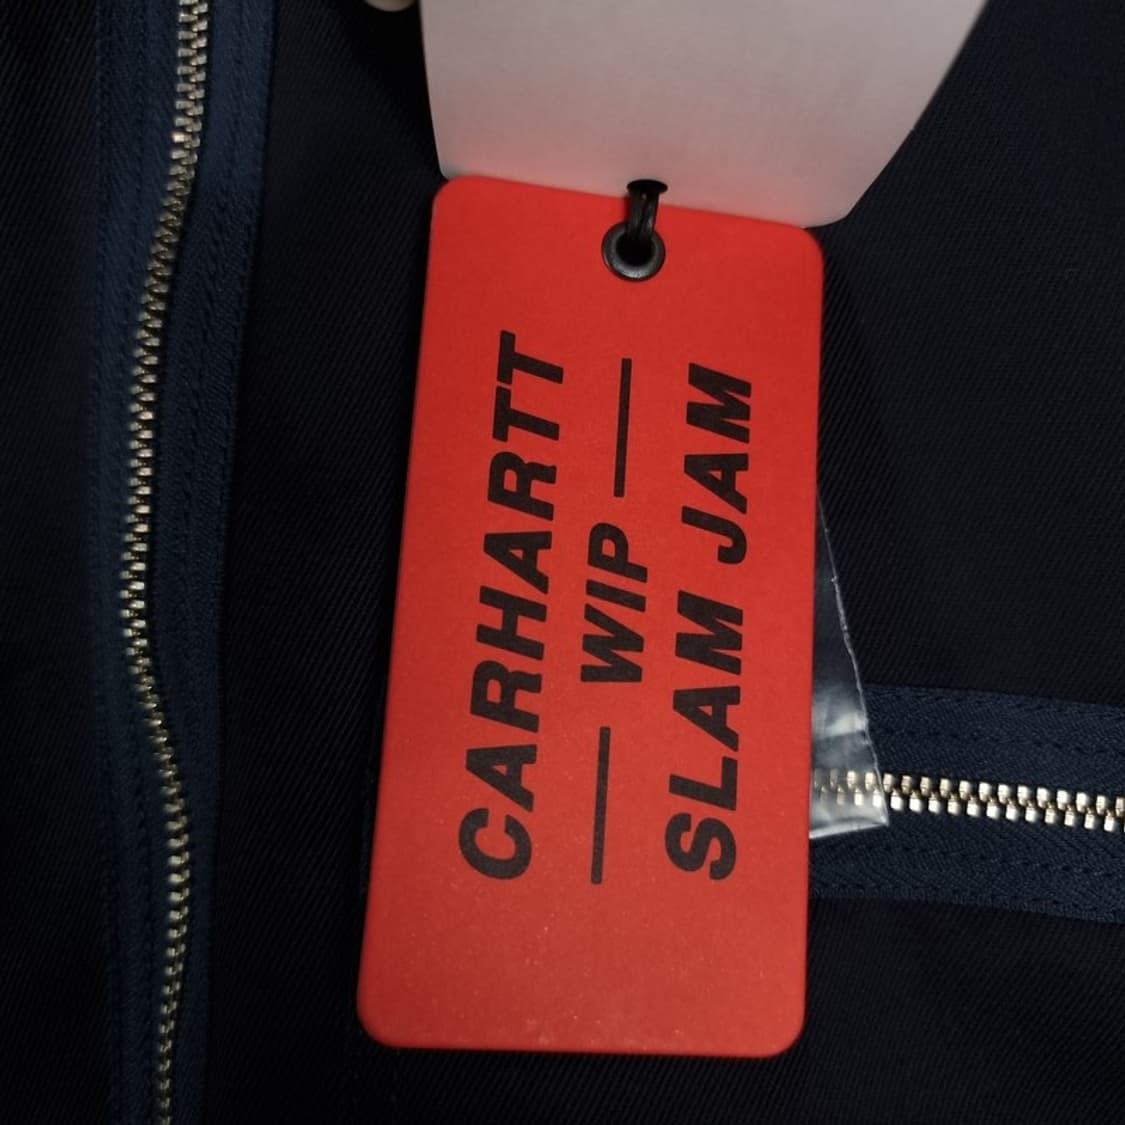 CARHARTT
— WIP —
SLAM JAM